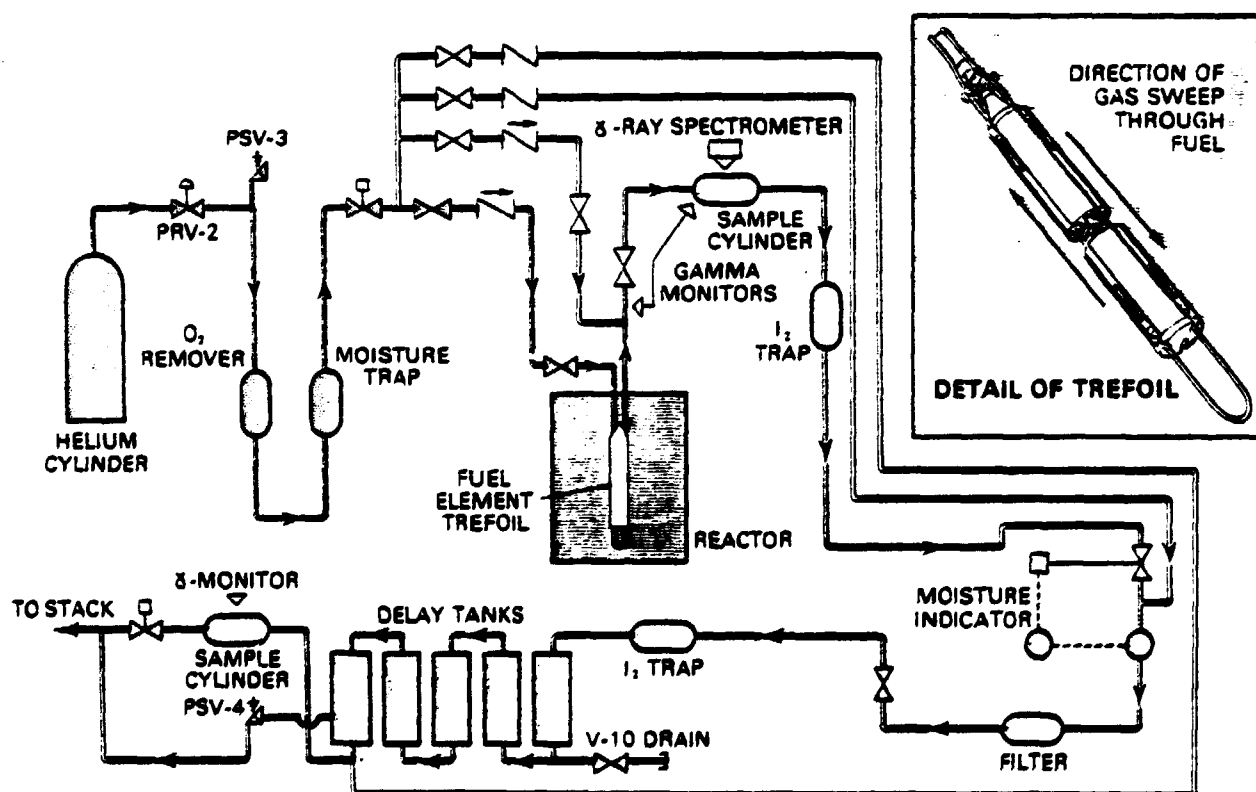 PSV-3
PRV-2
HELIUM
CYLINDER
O₂
REMOVER
MOISTURE
TRAP
ɣ-RAY SPECTROMETER
SAMPLE
CYLINDER
GAMMA
MONITORS
I₂
TRAP
DIRECTION OF
GAS SWEEP
THROUGH
FUEL
DETAIL OF TREFOIL
FUEL
ELEMENT
TREFOIL
REACTOR
MOISTURE
INDICATOR
ɣ-MONITOR
TO STACK
SAMPLE
CYLINDER
PSV-4
DELAY TANKS
I₂ TRAP
V-10 DRAIN
FILTER